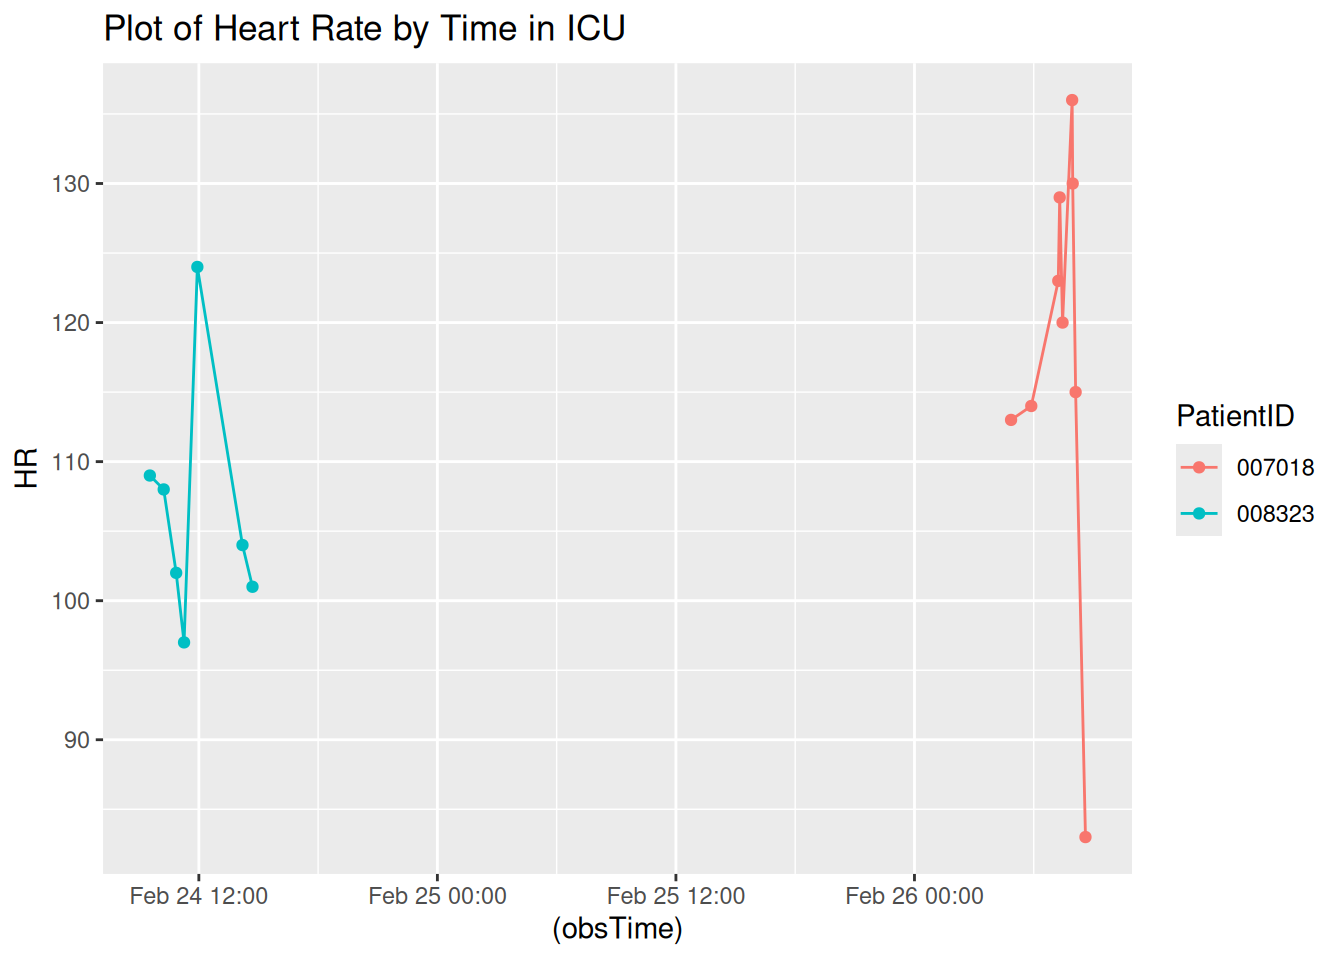 Plot of Heart Rate by Time in ICU
HR
130
120
110
100
90
Feb 24 12:00
Feb 25 00:00
Feb 25 12:00
Feb 26 00:00
(obsTime)
PatientID
007018
008323